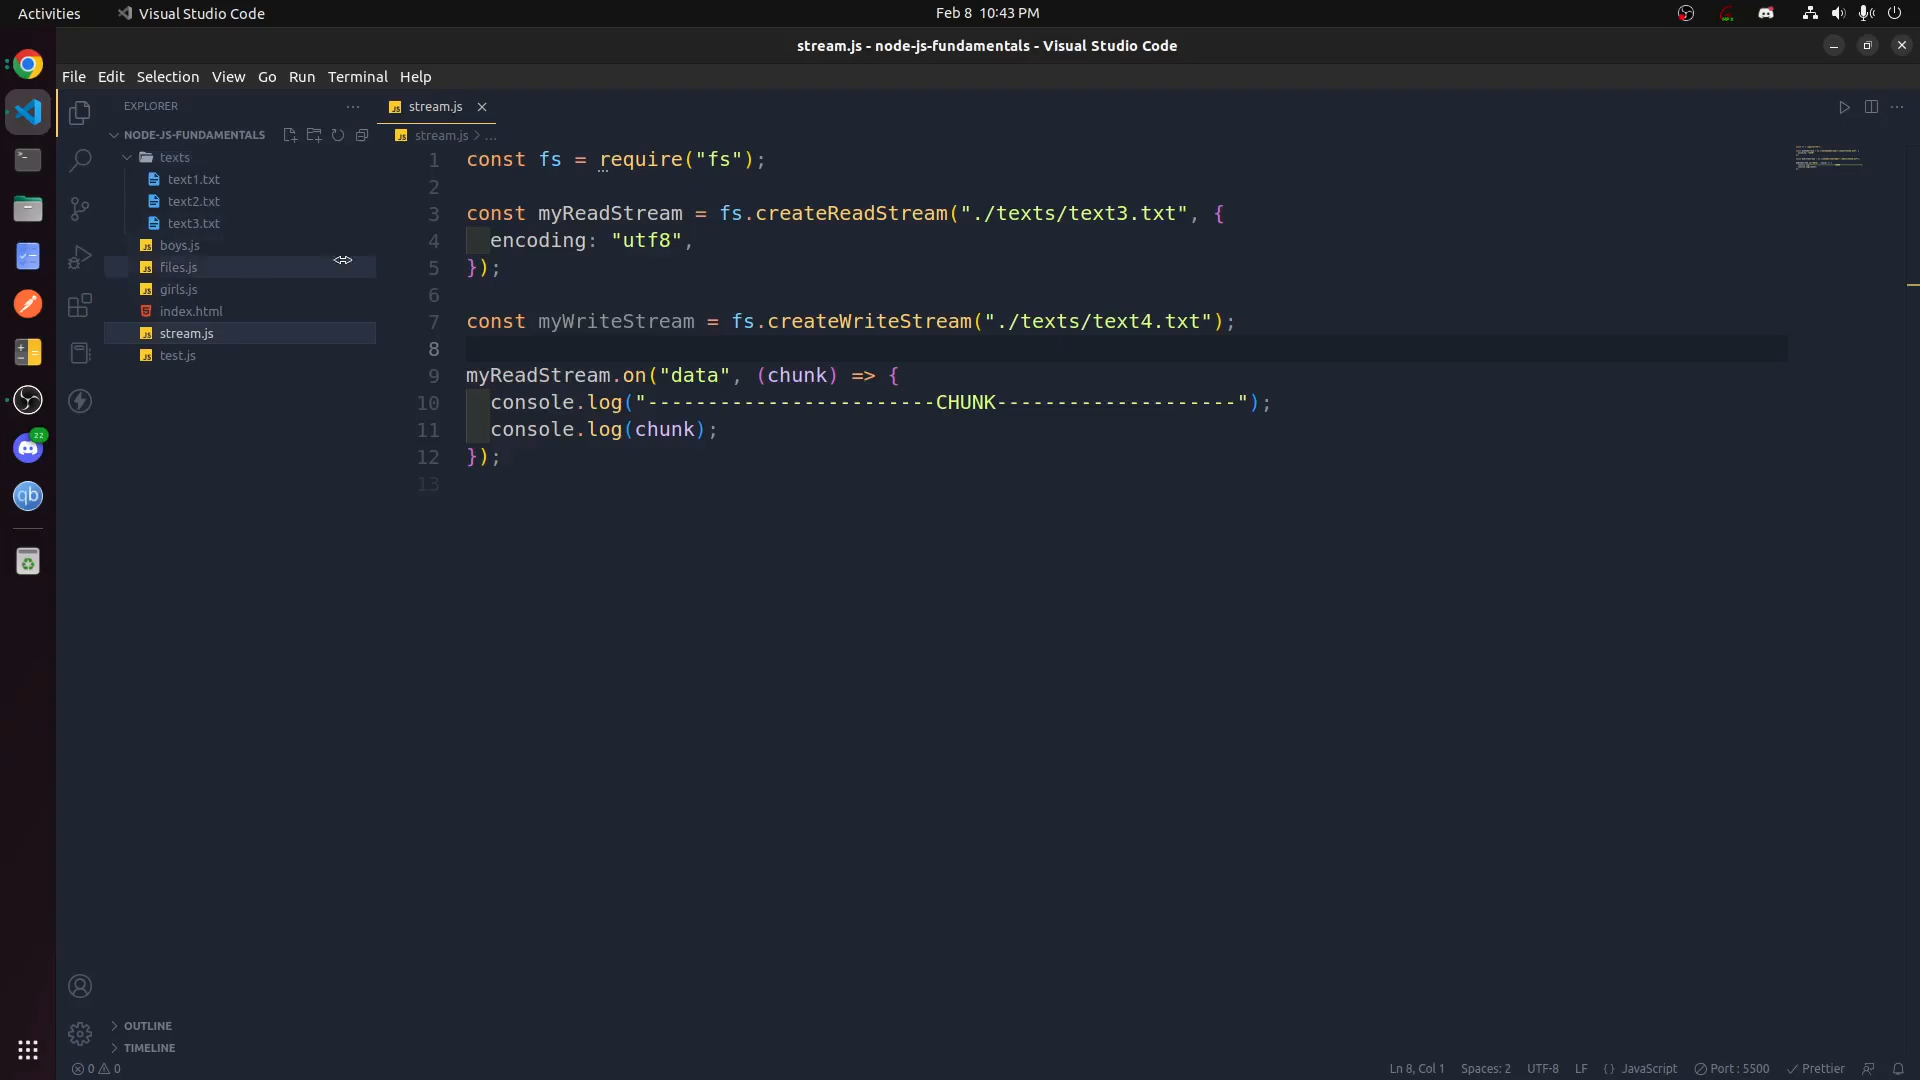 Activities
Visual Studio Code
Feb 8 10:43 PM
stream.js - node-js-fundamentals - Visual Studio Code
File Edit Selection View Go Run Terminal Help
EXPLORER
NODE-JS-FUNDAMENTALS
texts
text1.txt
text2.txt
text3.txt
boys.js
files.js
girls.js
index.html
stream.js
test.js
OUTLINE
TIMELINE
22
qb
stream.js
stream.js > ...
1 const fs = require("fs");
2
3 const myReadStream = fs.createReadStream("./texts/text3.txt", {
4 encoding: "utf8",
5 });
6
7 const myWriteStream = fs.createWriteStream("./texts/text4.txt");
8
9 myReadStream.on("data", (chunk) => {
10 console.log("------------------------CHUNK--------------------");
11 console.log(chunk);
12 });
13
0 0
Ln 8, Col 1 Spaces: 2 UTF-8 LF {} JavaScript Port : 5500 Prettier